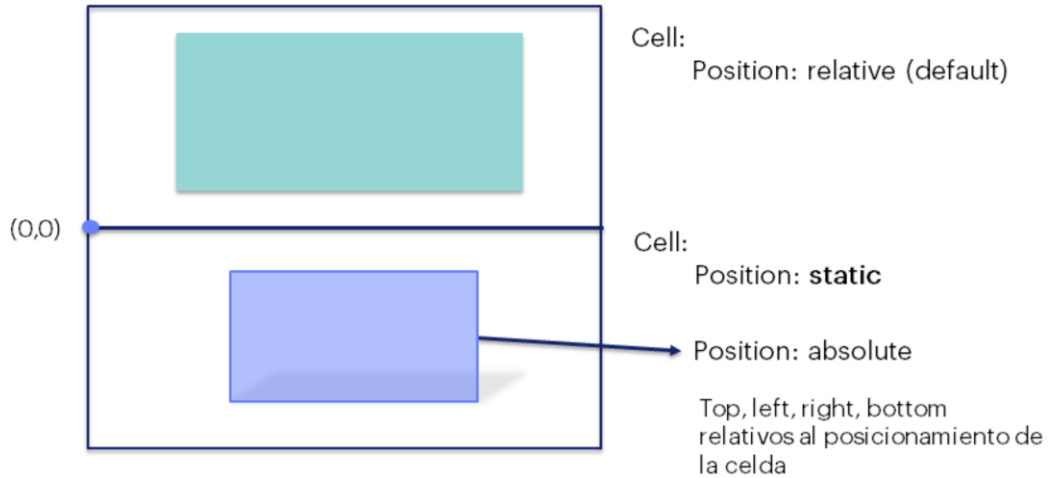 Cell:
Position: relative (default)
(0,0)
Cell:
Position: static
Position: absolute
Top, left, right, bottom
relativos al posicionamiento de
la celda